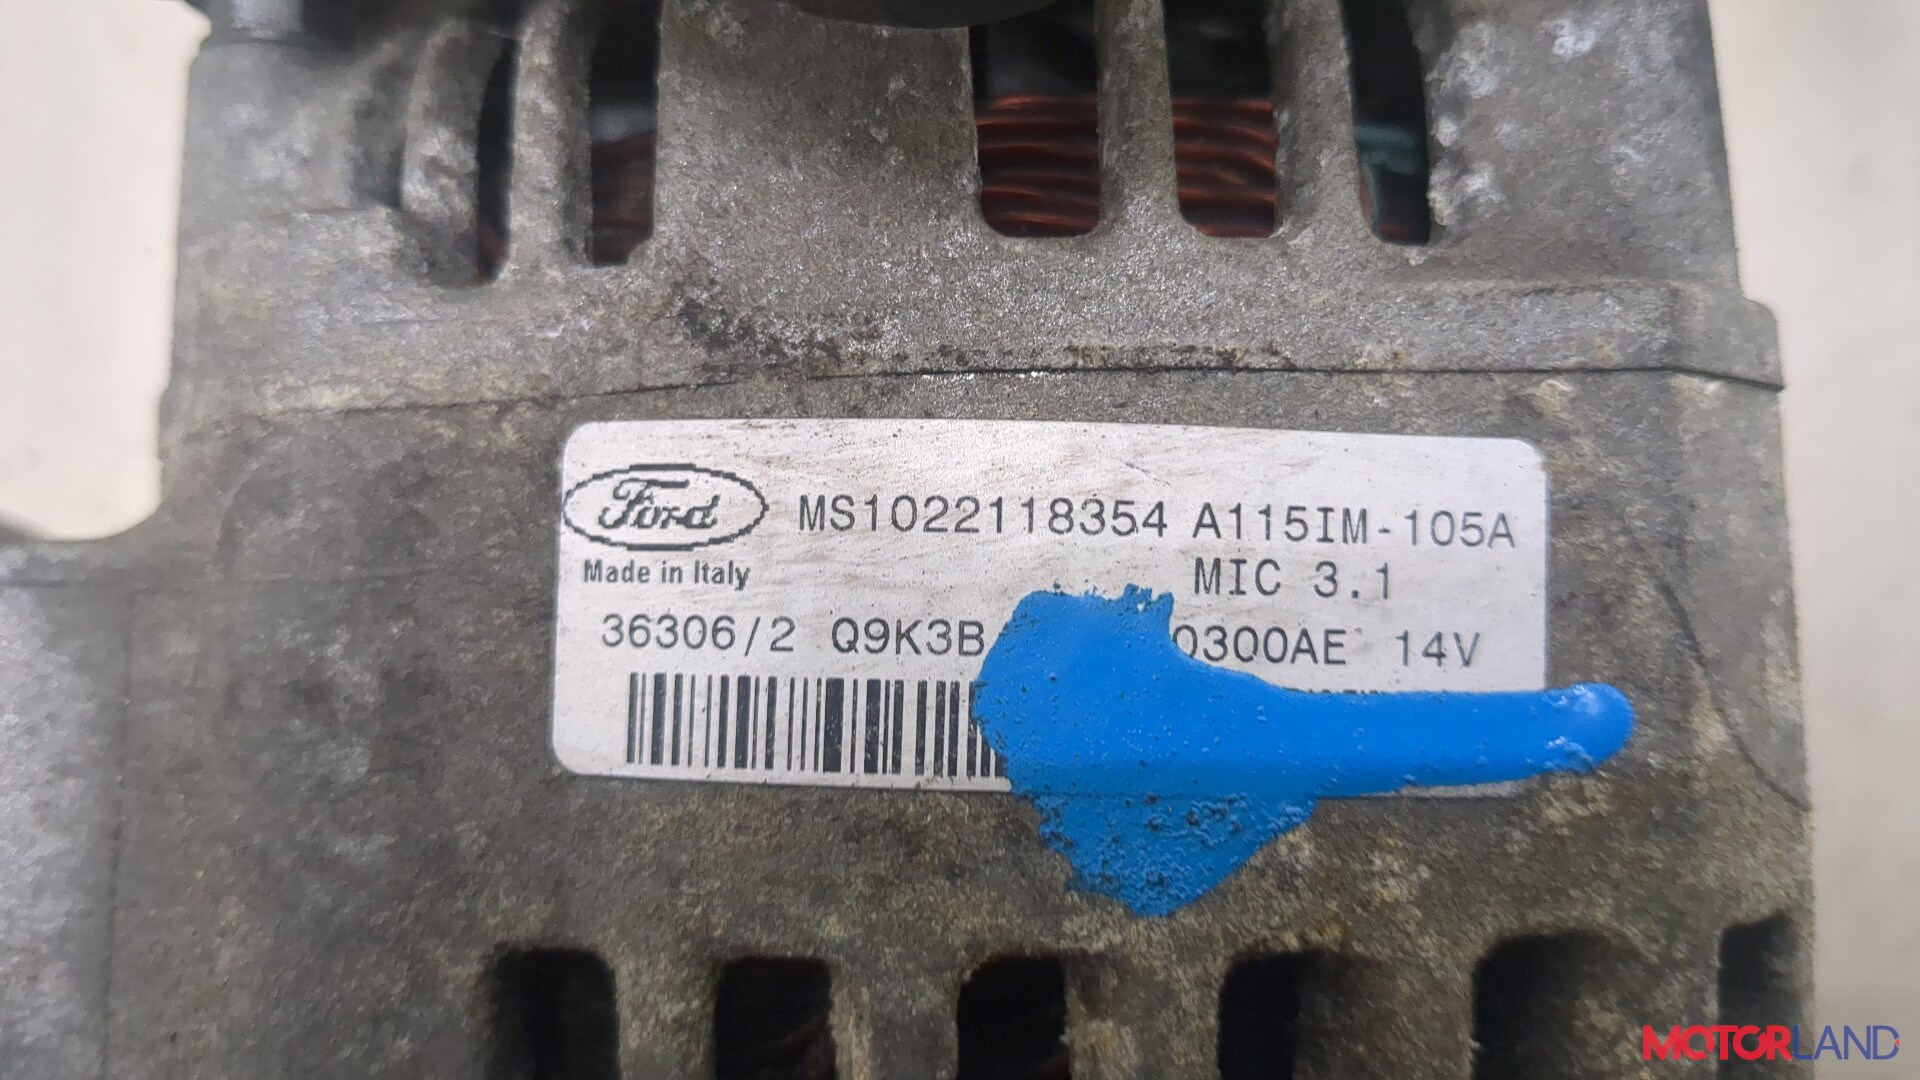 Ford MS1022118354 A115IM-105A
Made in Italy MIC 3.1
36306/2 Q9K3B 0300AE 14V
MOTORLAND